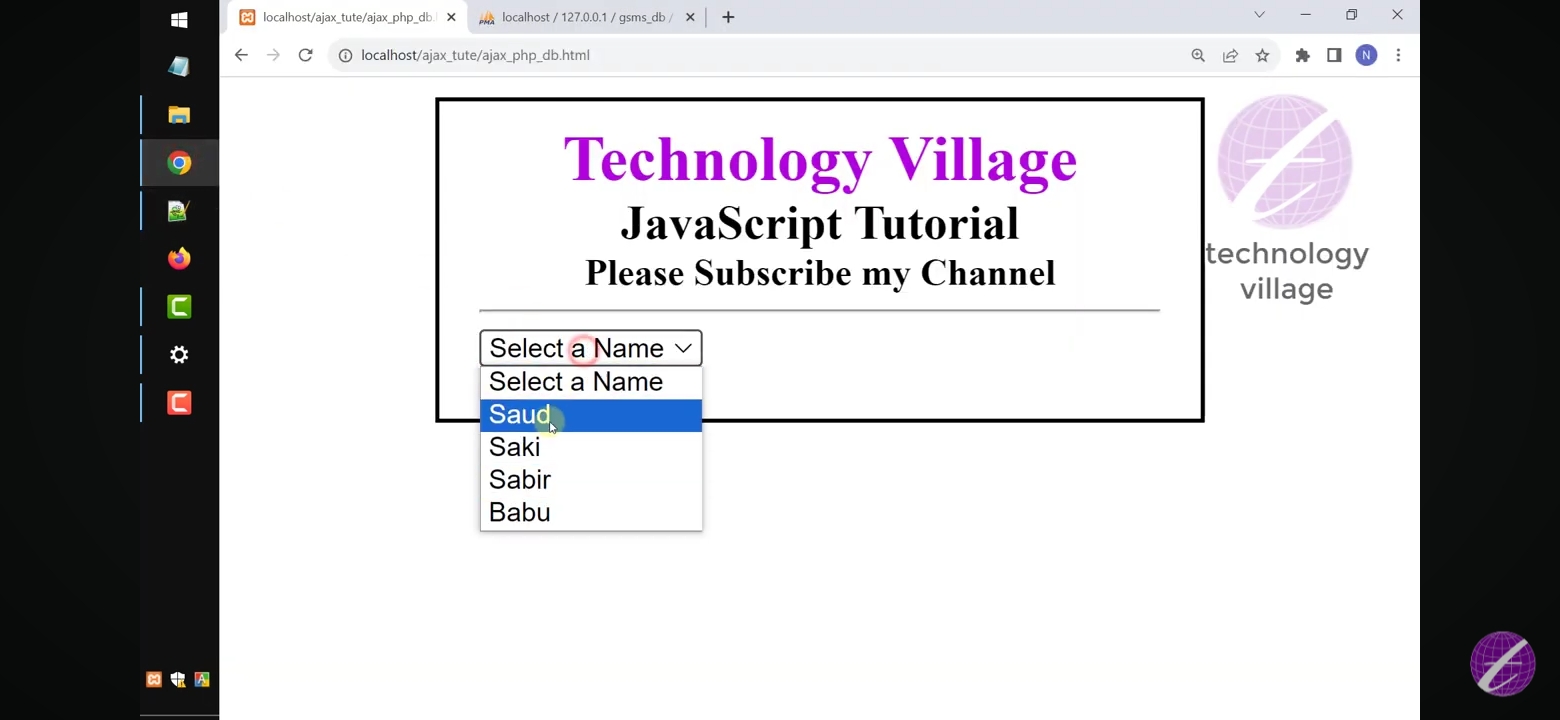 localhost/ajax_tute/ajax_php_db.
localhost / 127.0.0.1 / gsms_db /
localhost/ajax_tute/ajax_php_db.html
N
Technology Village
JavaScript Tutorial
Please Subscribe my Channel
technology
village
Select a Name
Select a Name
Saud
Saki
Sabir
Babu